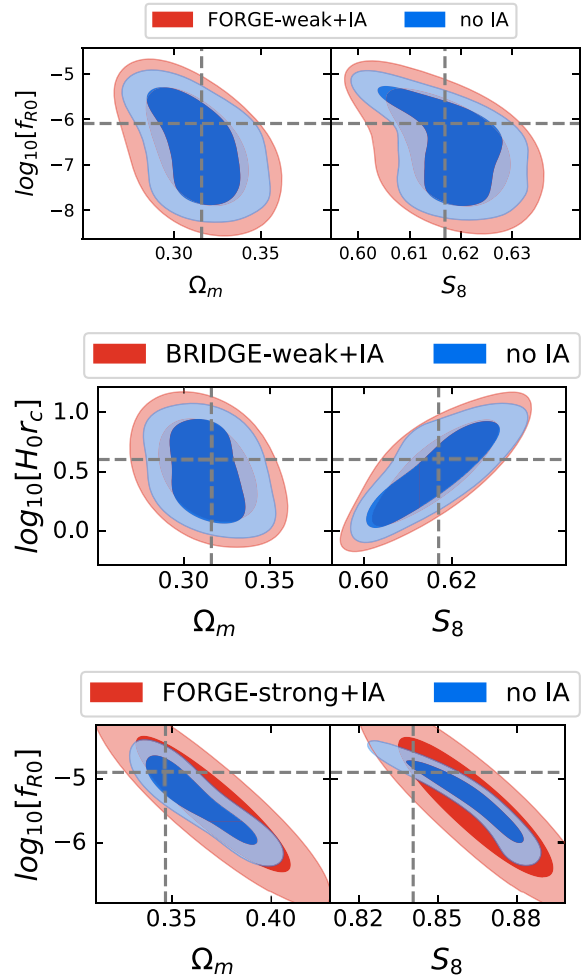 FORGE-weak+IA no IA
log10[fR0]
−5
−6
−7
−8
0.30 0.35 0.60 0.61 0.62 0.63
Ωm S8
BRIDGE-weak+IA no IA
log10[H0rc]
1.0
0.5
0.0
0.30 0.35 0.60 0.62
Ωm S8
FORGE-strong+IA no IA
log10[fR0]
−5
−6
0.35 0.40 0.82 0.85 0.88
Ωm S8